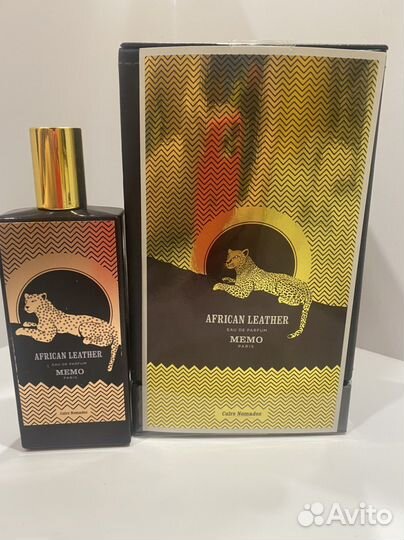 AFRICAN LEATHER
EAU DE PARFUM
MEMO
PARIS
Cuirs Nomades
AFRICAN LEATHER
EAU DE PARFUM
MEMO
PARIS
Cuirs Nomades
Avito